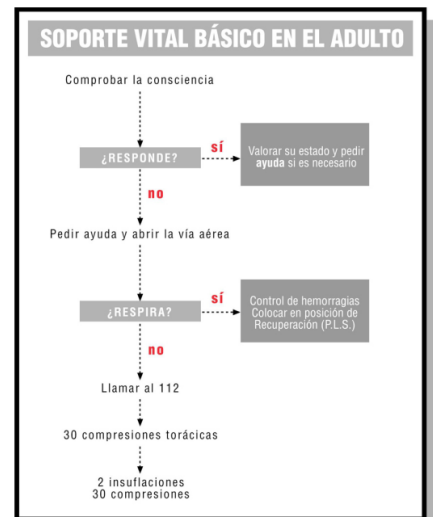 SOPORTE VITAL BÁSICO EN EL ADULTO
Comprobar la consciencia
¿RESPONDE?
sí
Valorar su estado y pedir
ayuda si es necesario
no
Pedir ayuda y abrir la vía aérea
¿RESPIRA?
sí
Control de hemorragias
Colocar en posición de
Recuperación (P.L.S.)
no
Llamar al 112
30 compresiones torácicas
2 insuflaciones
30 compresiones